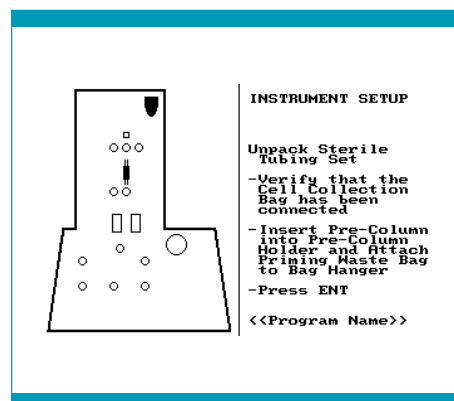 INSTRUMENT SETUP
Unpack Sterile
Tubing Set
-Verify that the
Cell Collection
Bag has been
connected
-Insert Pre-Column
into Pre-Column
Holder and Attach
Priming Waste Bag
to Bag Hanger
-Press ENT
<<Program Name>>